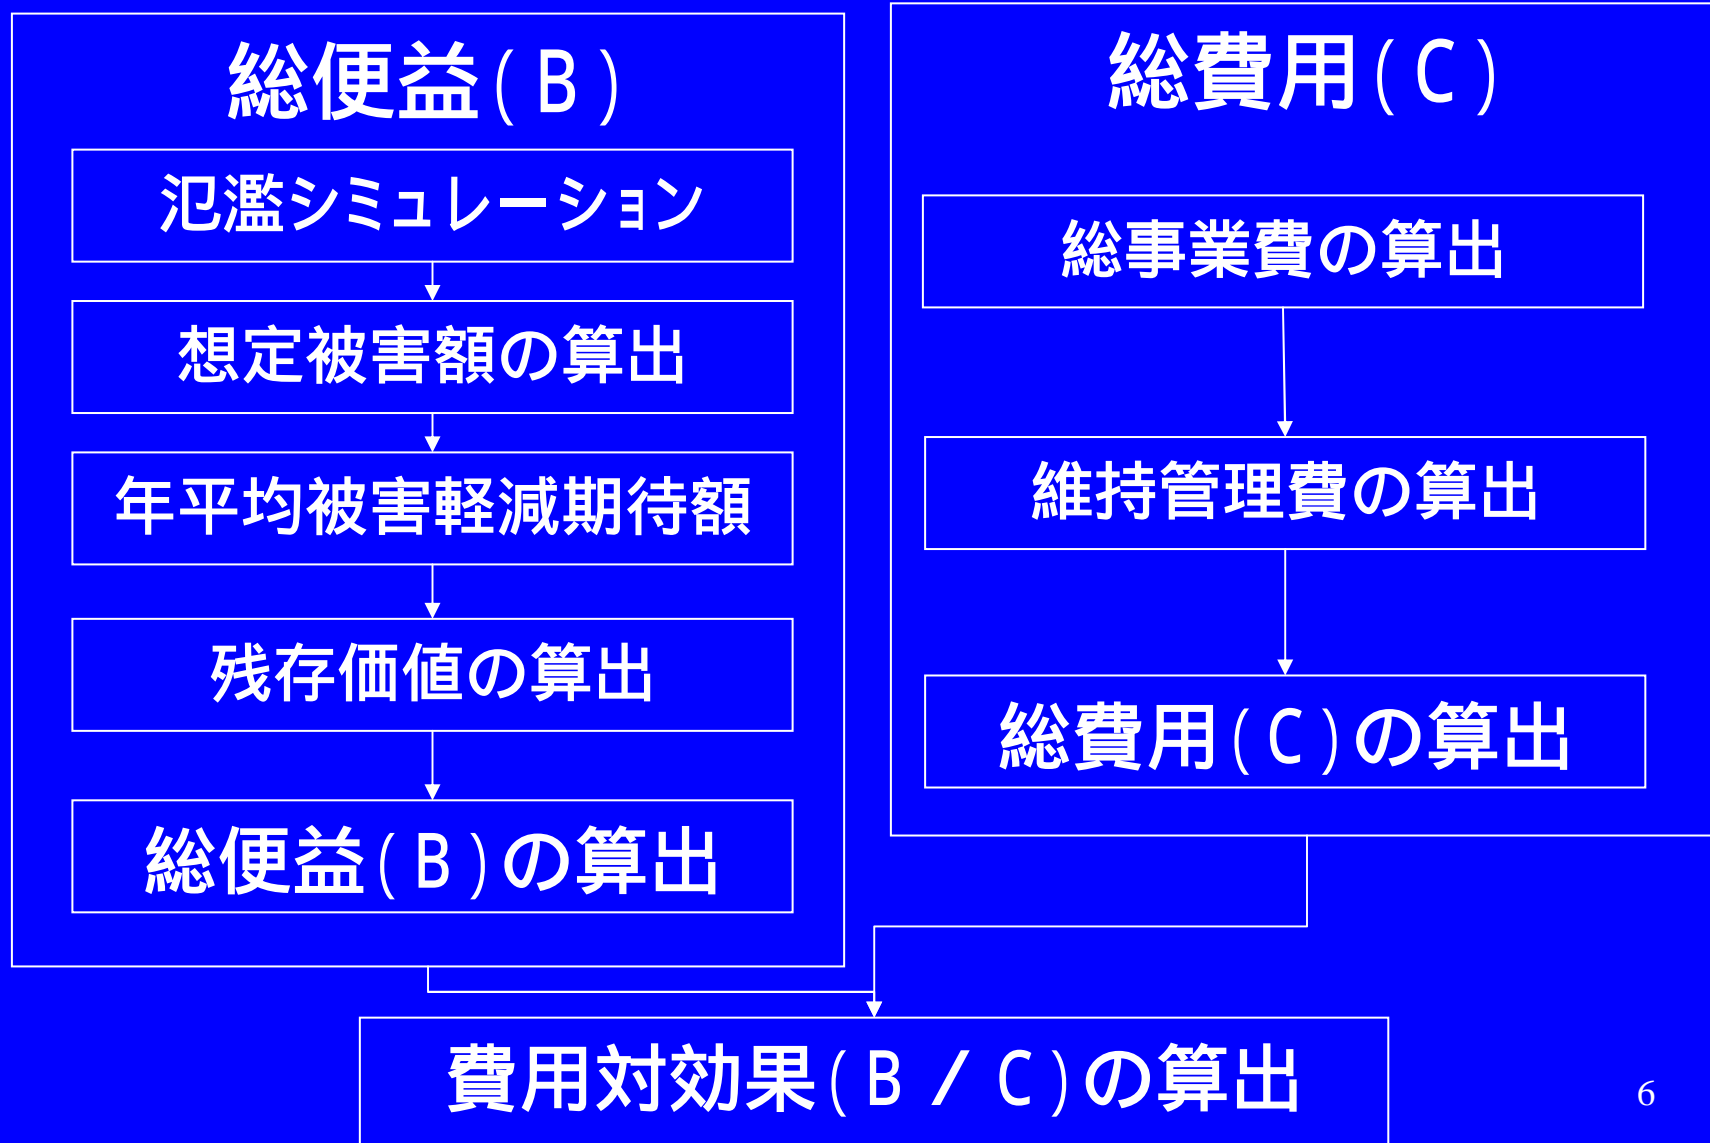 総便益(B)
氾濫シミュレーション
想定被害額の算出
年平均被害軽減期待額
残存価値の算出
総便益(B)の算出
総費用(C)
総事業費の算出
維持管理費の算出
総費用(C)の算出
費用対効果(B/C)の算出
6